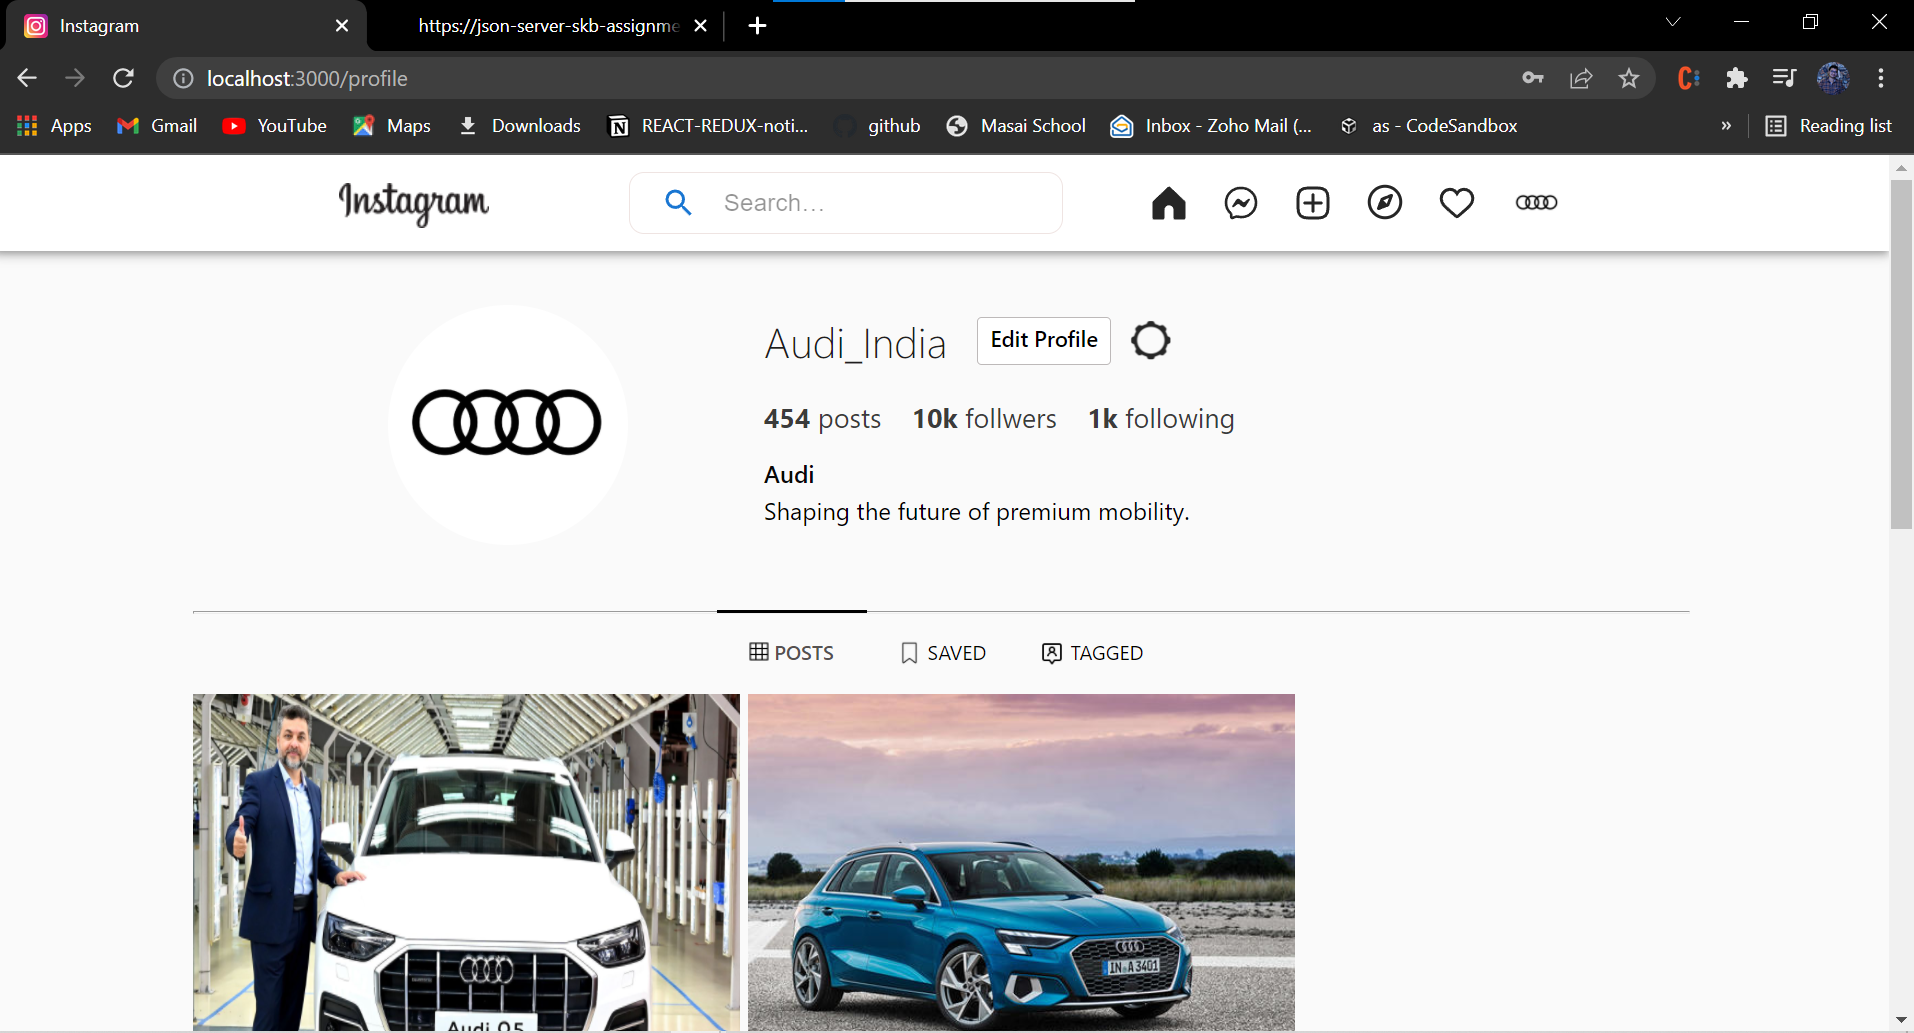 Instagram
https://json-server-skb-assignme
localhost:3000/profile
Apps
Gmail
YouTube
Maps
Downloads
REACT-REDUX-noti...
github
Masai School
Inbox - Zoho Mail (...
as - CodeSandbox
»
Reading list
Instagram
Search...
Audi_India
Edit Profile
454 posts
10k follwers
1k following
Audi
Shaping the future of premium mobility.
POSTS
SAVED
TAGGED
IN A 3401
Audi Q5